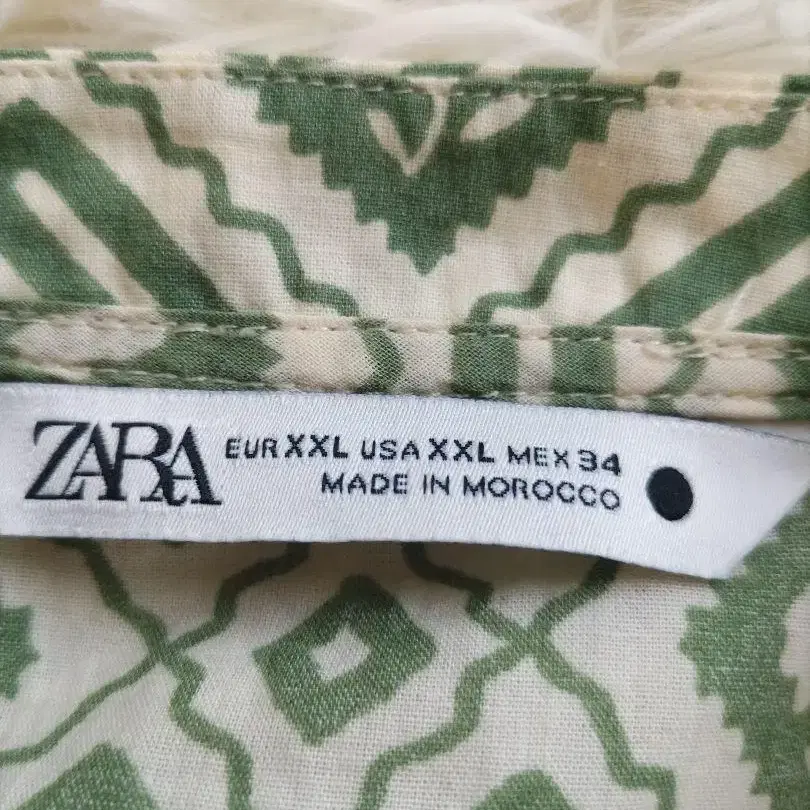 ZARA
EUR XXL USA XXL MEX 34
MADE IN MOROCCO